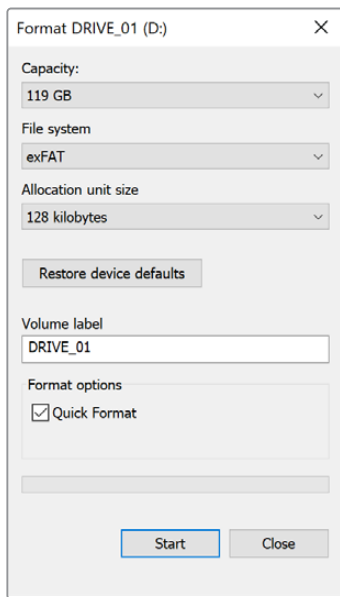 Format DRIVE_01 (D:)
Capacity:
119 GB
File system
exFAT
Allocation unit size
128 kilobytes
Restore device defaults
Volume label
DRIVE_01
Format options
Quick Format
Start
Close